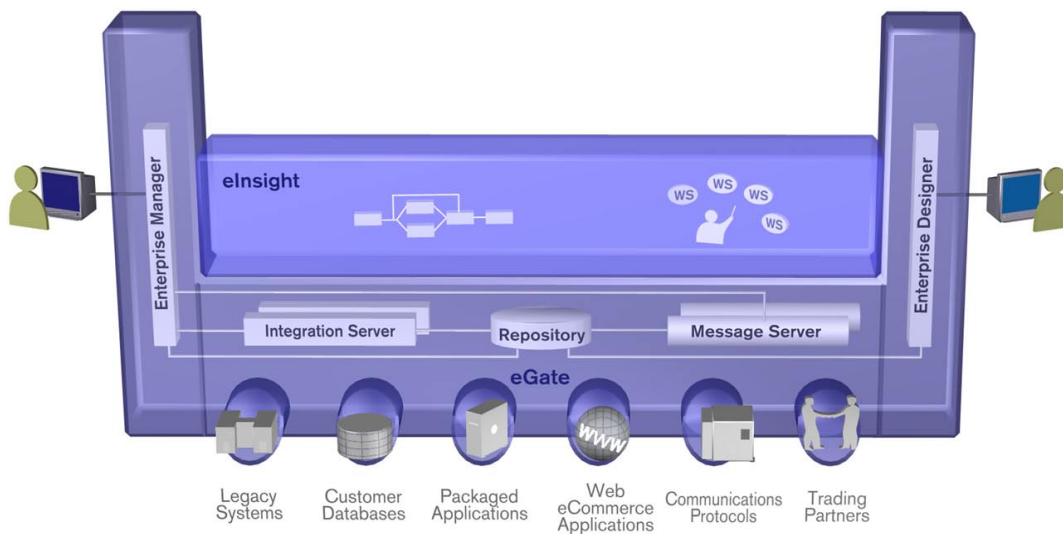 eInsight
WS
WS
WS
WS
Enterprise Manager
Enterprise Designer
Integration Server
Repository
Message Server
eGate
WWW
Legacy
Systems
Customer
Databases
Packaged
Applications
Web
eCommerce
Applications
Communications
Protocols
Trading
Partners